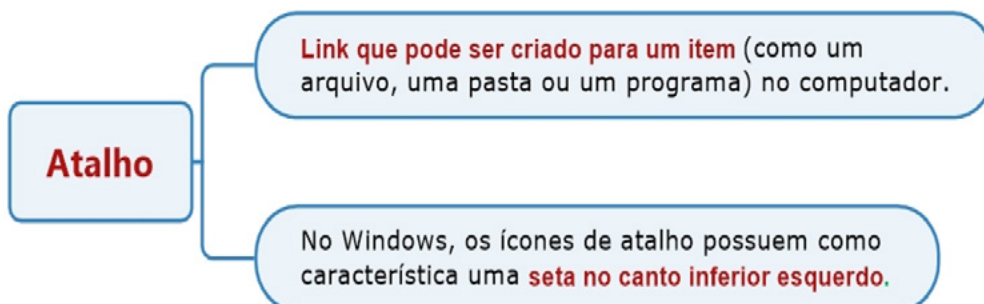 Atalho
Link que pode ser criado para um item (como um
arquivo, uma pasta ou um programa) no computador.
No Windows, os ícones de atalho possuem como
característica uma seta no canto inferior esquerdo.